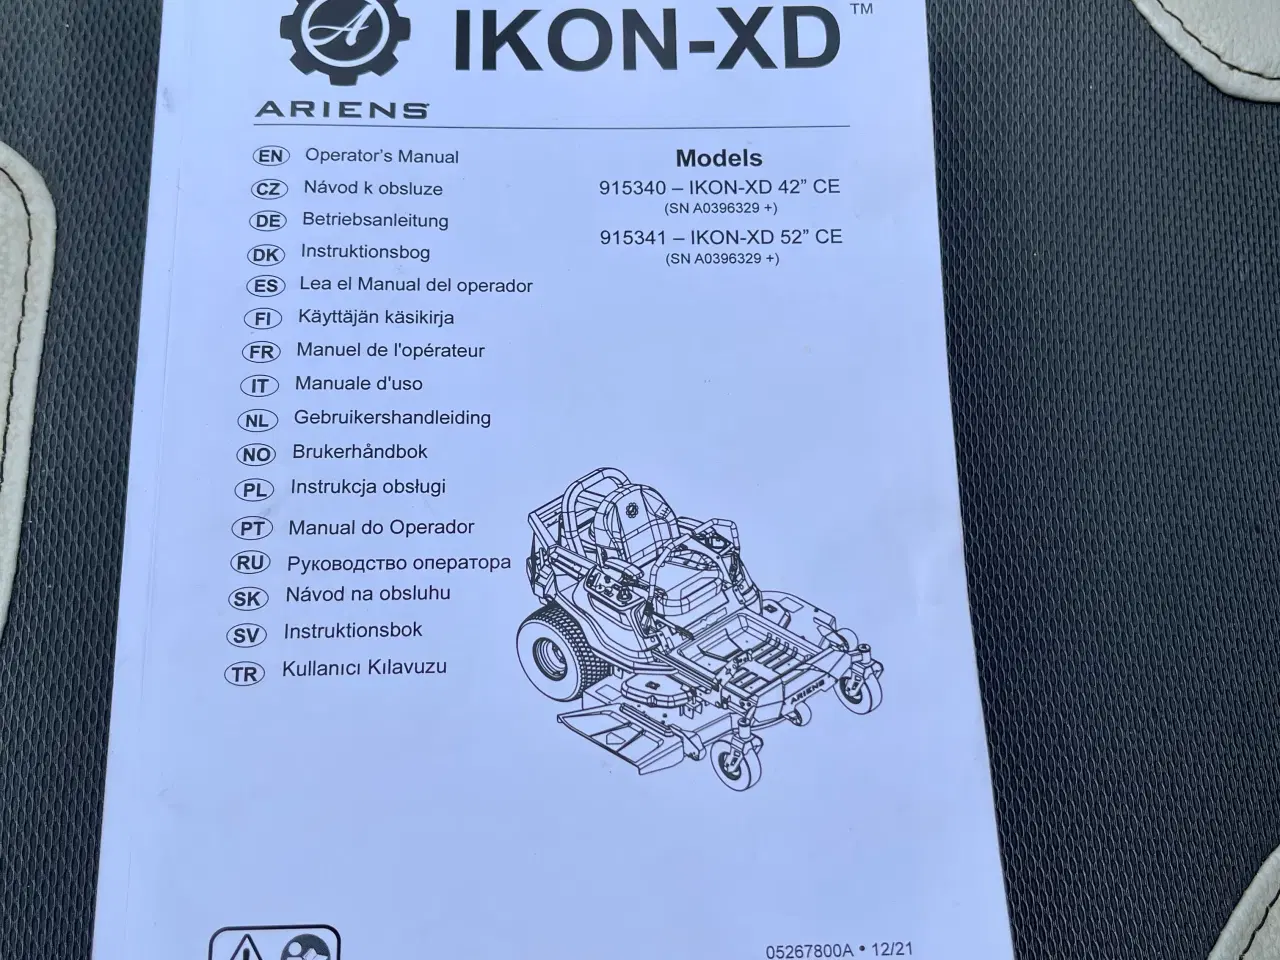 IKON-XD™
ARIENS
EN Operator's Manual
CZ Návod k obsluze
DE Betriebsanleitung
DK Instruktionsbog
ES Lea el Manual del operador
FI Käyttäjän käsikirja
FR Manuel de l'opérateur
IT Manuale d'uso
NL Gebruikershandleiding
NO Brukerhåndbok
PL Instrukcja obsługi
PT Manual do Operador
RU Руководство оператора
SK Návod na obsluhu
SV Instruktionsbok
TR Kullanıcı Kılavuzu
Models
915340 – IKON-XD 42” CE
(SN A0396329 +)
915341 – IKON-XD 52” CE
(SN A0396329 +)
ARIENS
05267800A • 12/21